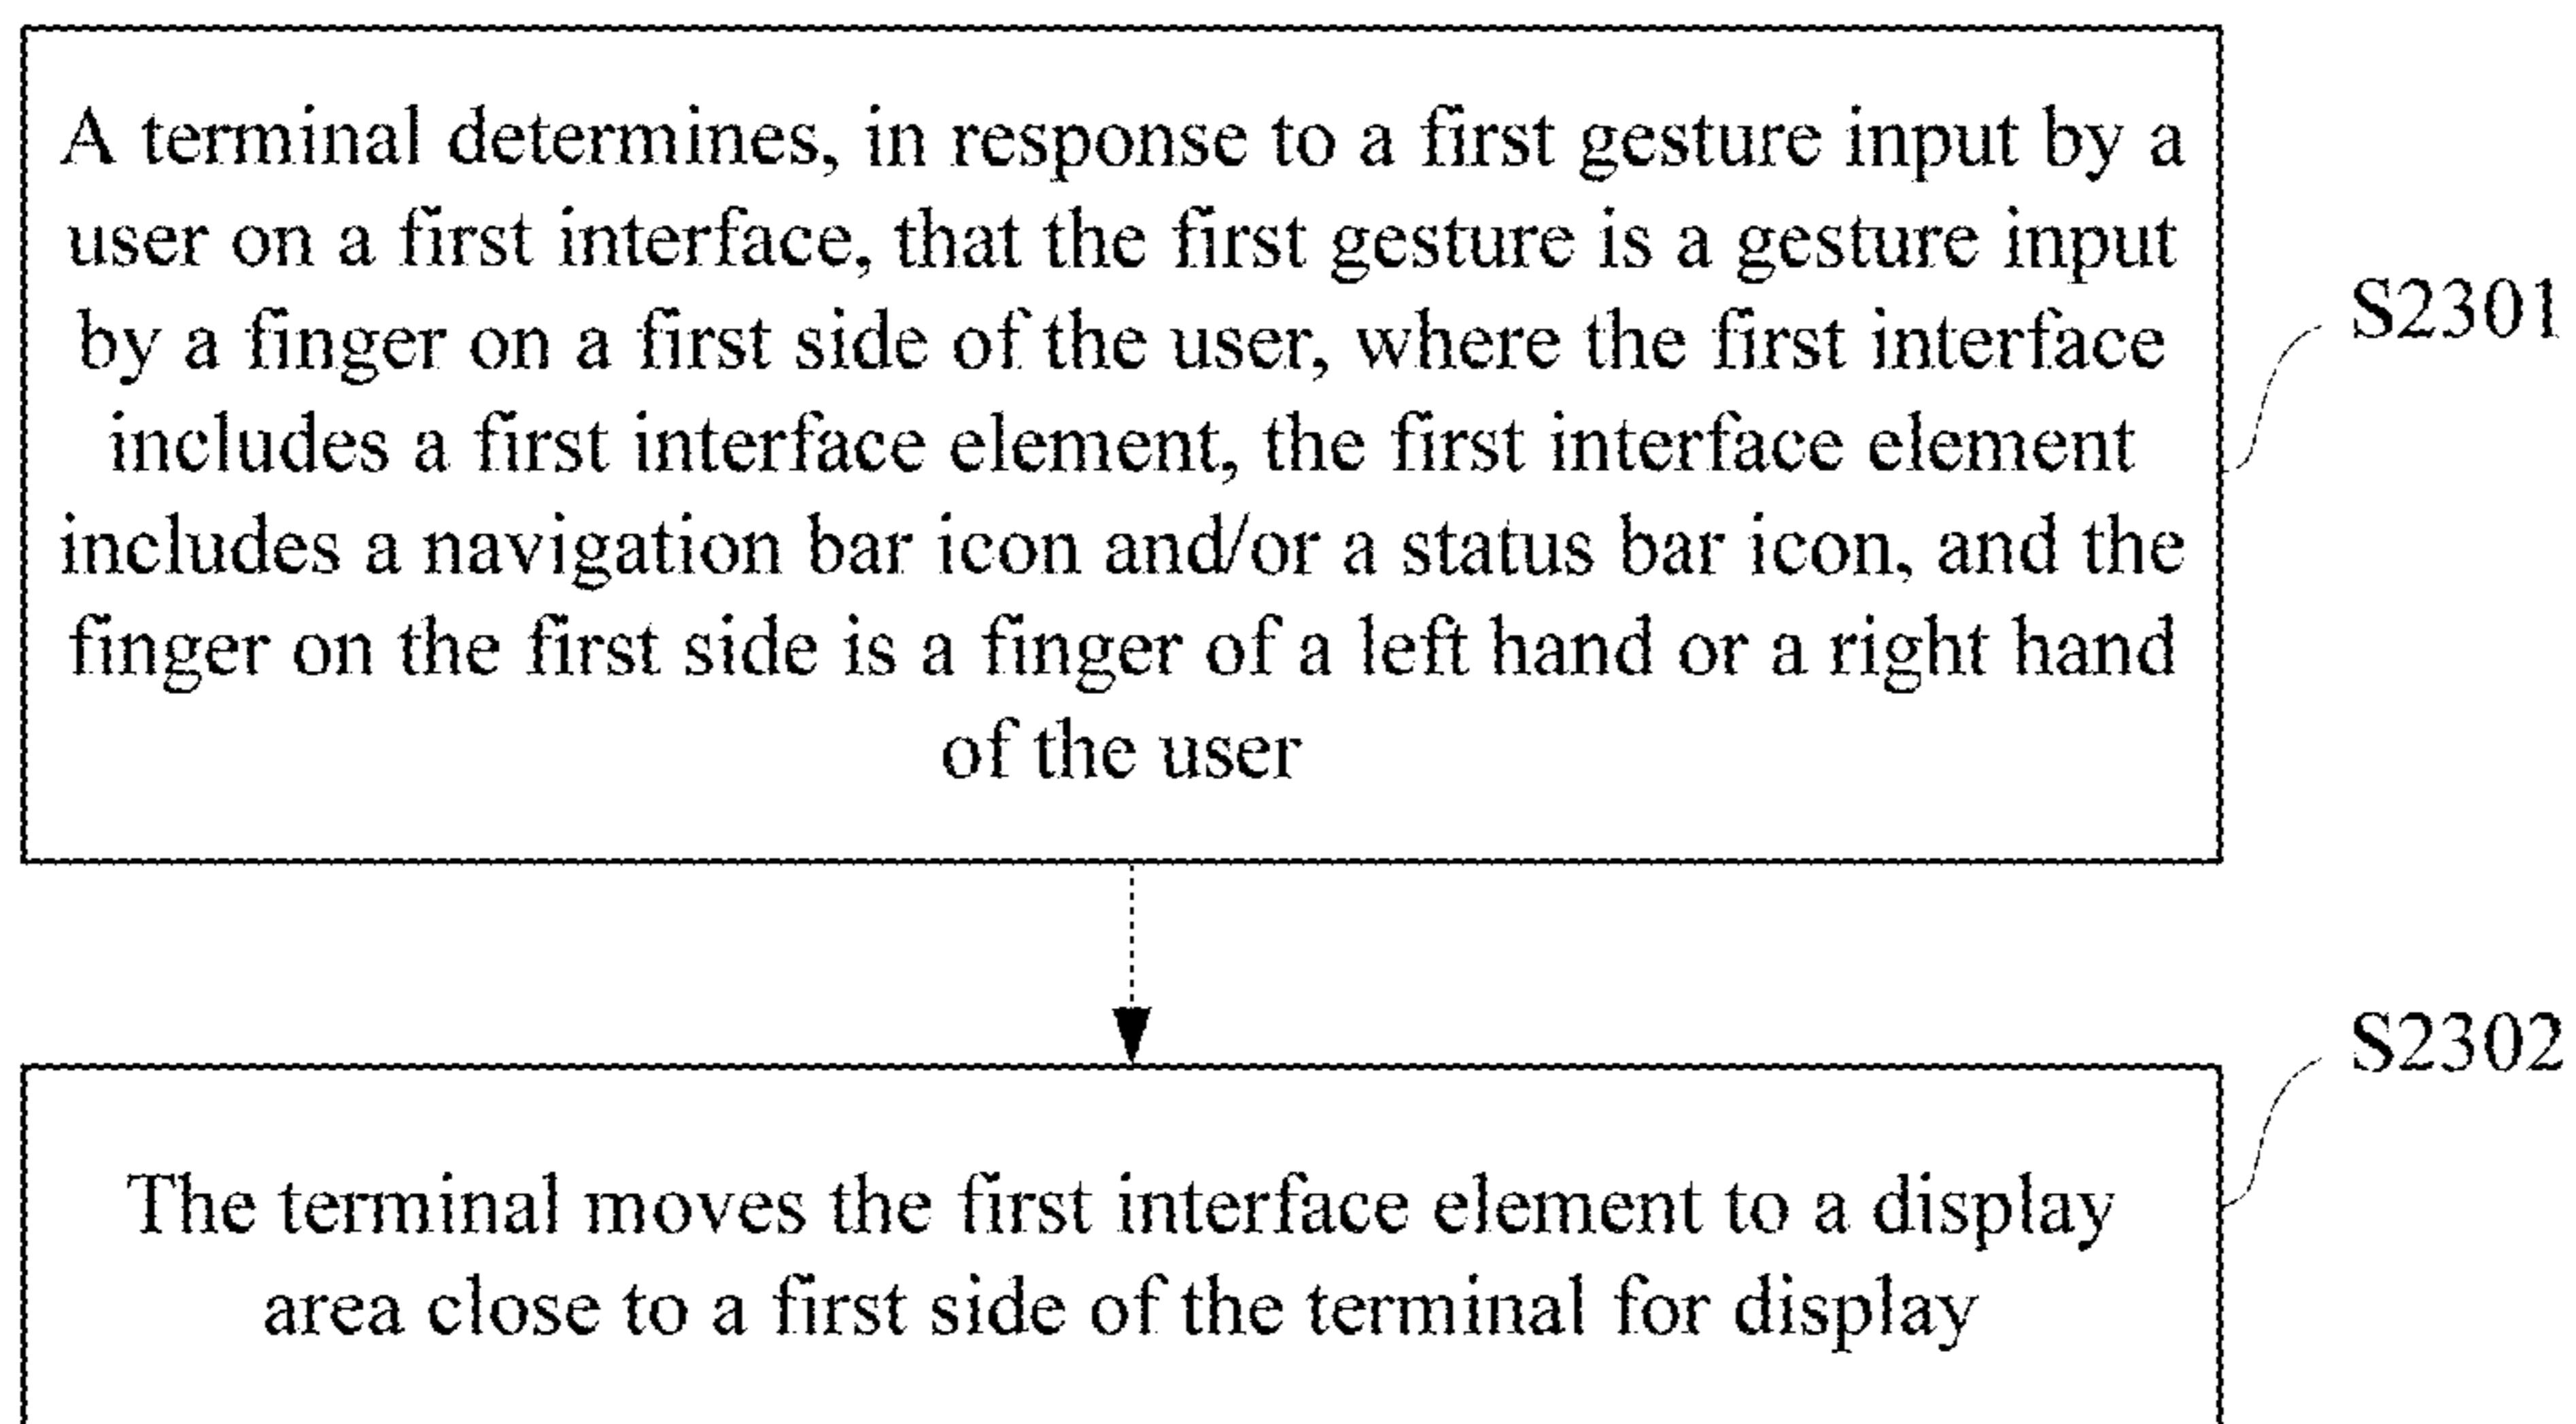 A terminal determines, in response to a first gesture input by a
user on a first interface, that the first gesture is a gesture input
by a finger on a first side of the user, where the first interface
includes a first interface element, the first interface element
includes a navigation bar icon and/or a status bar icon, and the
finger on the first side is a finger of a left hand or a right hand
of the user
S2301
S2302
The terminal moves the first interface element to a display
area close to a first side of the terminal for display